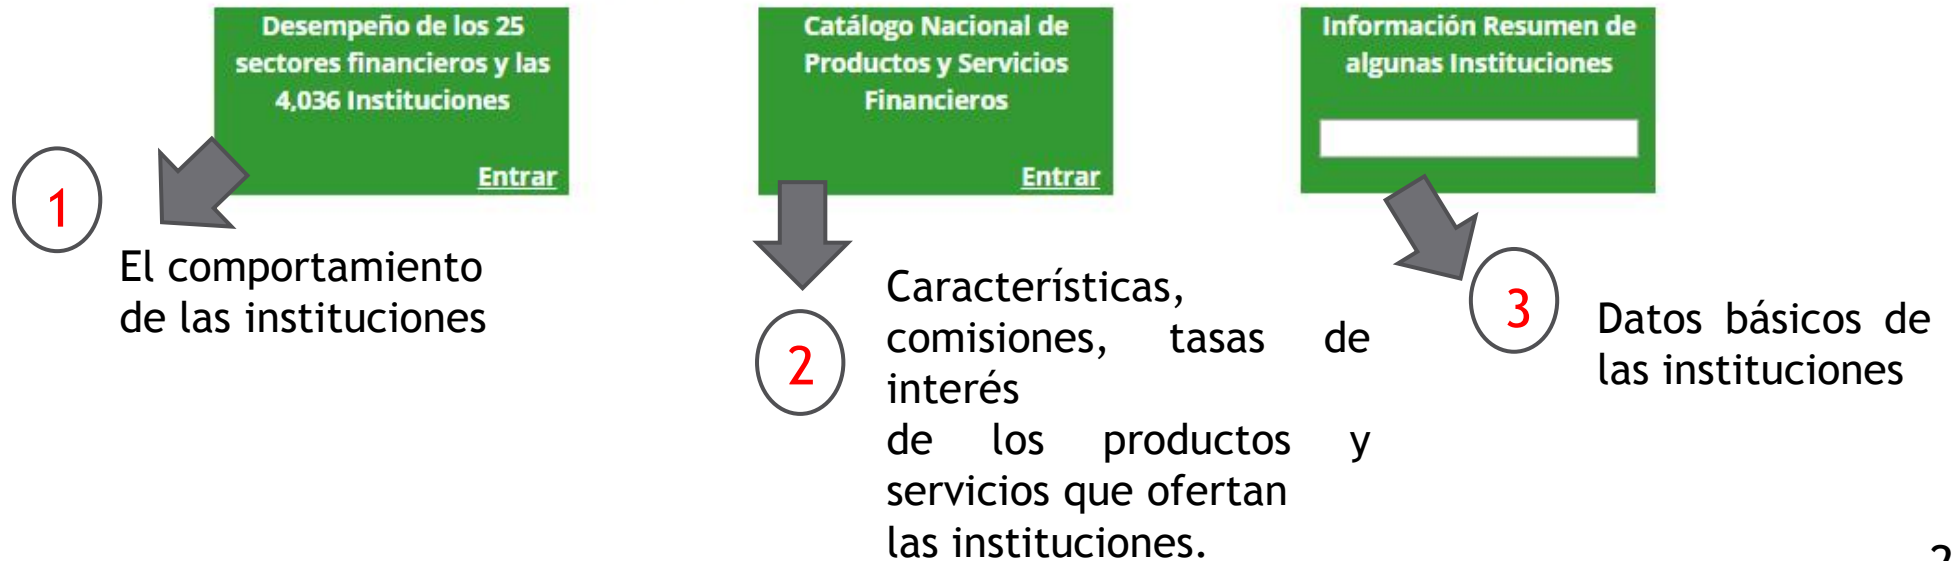 Desempeño de los 25
sectores financieros y las
4,036 Instituciones
Entrar
1
El comportamiento
de las instituciones
Catálogo Nacional de
Productos y Servicios
Financieros
Entrar
2
Características,
comisiones, tasas de
interés
de los productos y
servicios que ofertan
las instituciones.
Información Resumen de
algunas Instituciones
3
Datos básicos de
las instituciones